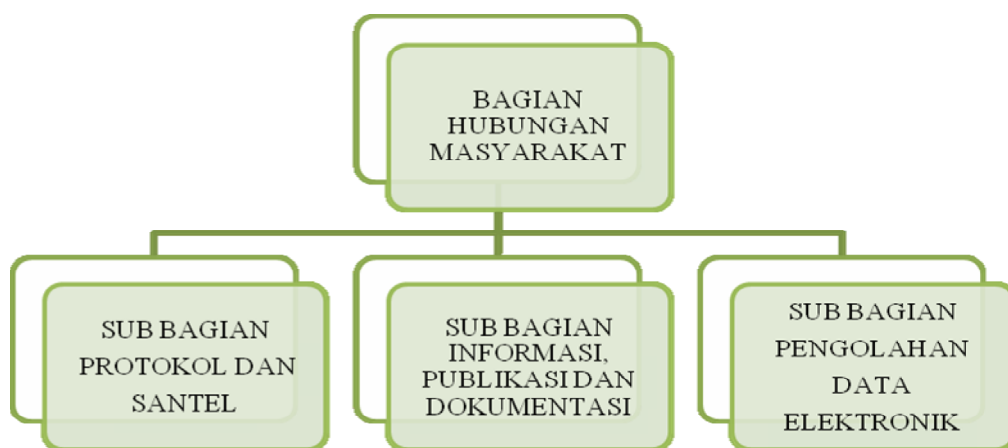 BAGIAN
HUBUNGAN
MASYARAKAT
SUB BAGIAN
PROTOKOL DAN
SANTEL
SUB BAGIAN
INFORMASI,
PUBLIKASI DAN
DOKUMENTASI
SUB BAGIAN
PENGOLAHAN
DATA
ELEKTRONIK